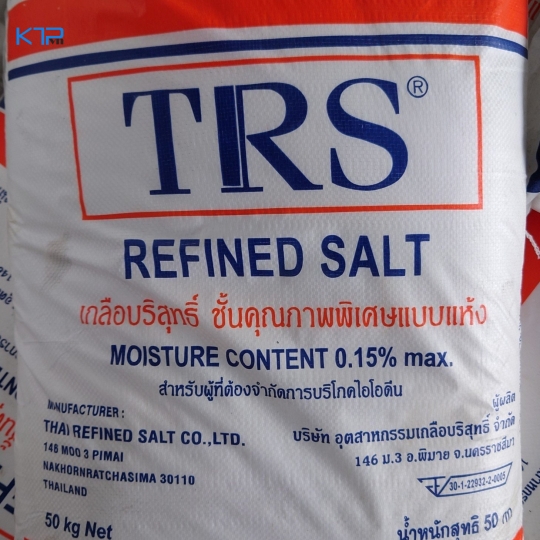 KTP
TRS®
REFINED SALT
เกลือบริสุทธิ์ ชั้นคุณภาพพิเศษแบบแห้ง
MOISTURE CONTENT 0.15% max.
สำหรับผู้ที่ต้องจำกัดการบริโภคไอโอดีน
MANUFACTURER :
THAI REFINED SALT CO.,LTD.
146 MOO 3 PIMAI
NAKHORNRATCHASIMA 30110
THAILAND
50 kg Net
ผู้ผลิต
บริษัท อุตสาหกรรมเกลือบริสุทธิ์ จำกัด
146 ม.3 อ.พิมาย จ.นครราชสีมา
30-1-22932-2-0005
น้ำหนักสุทธิ 50 กก